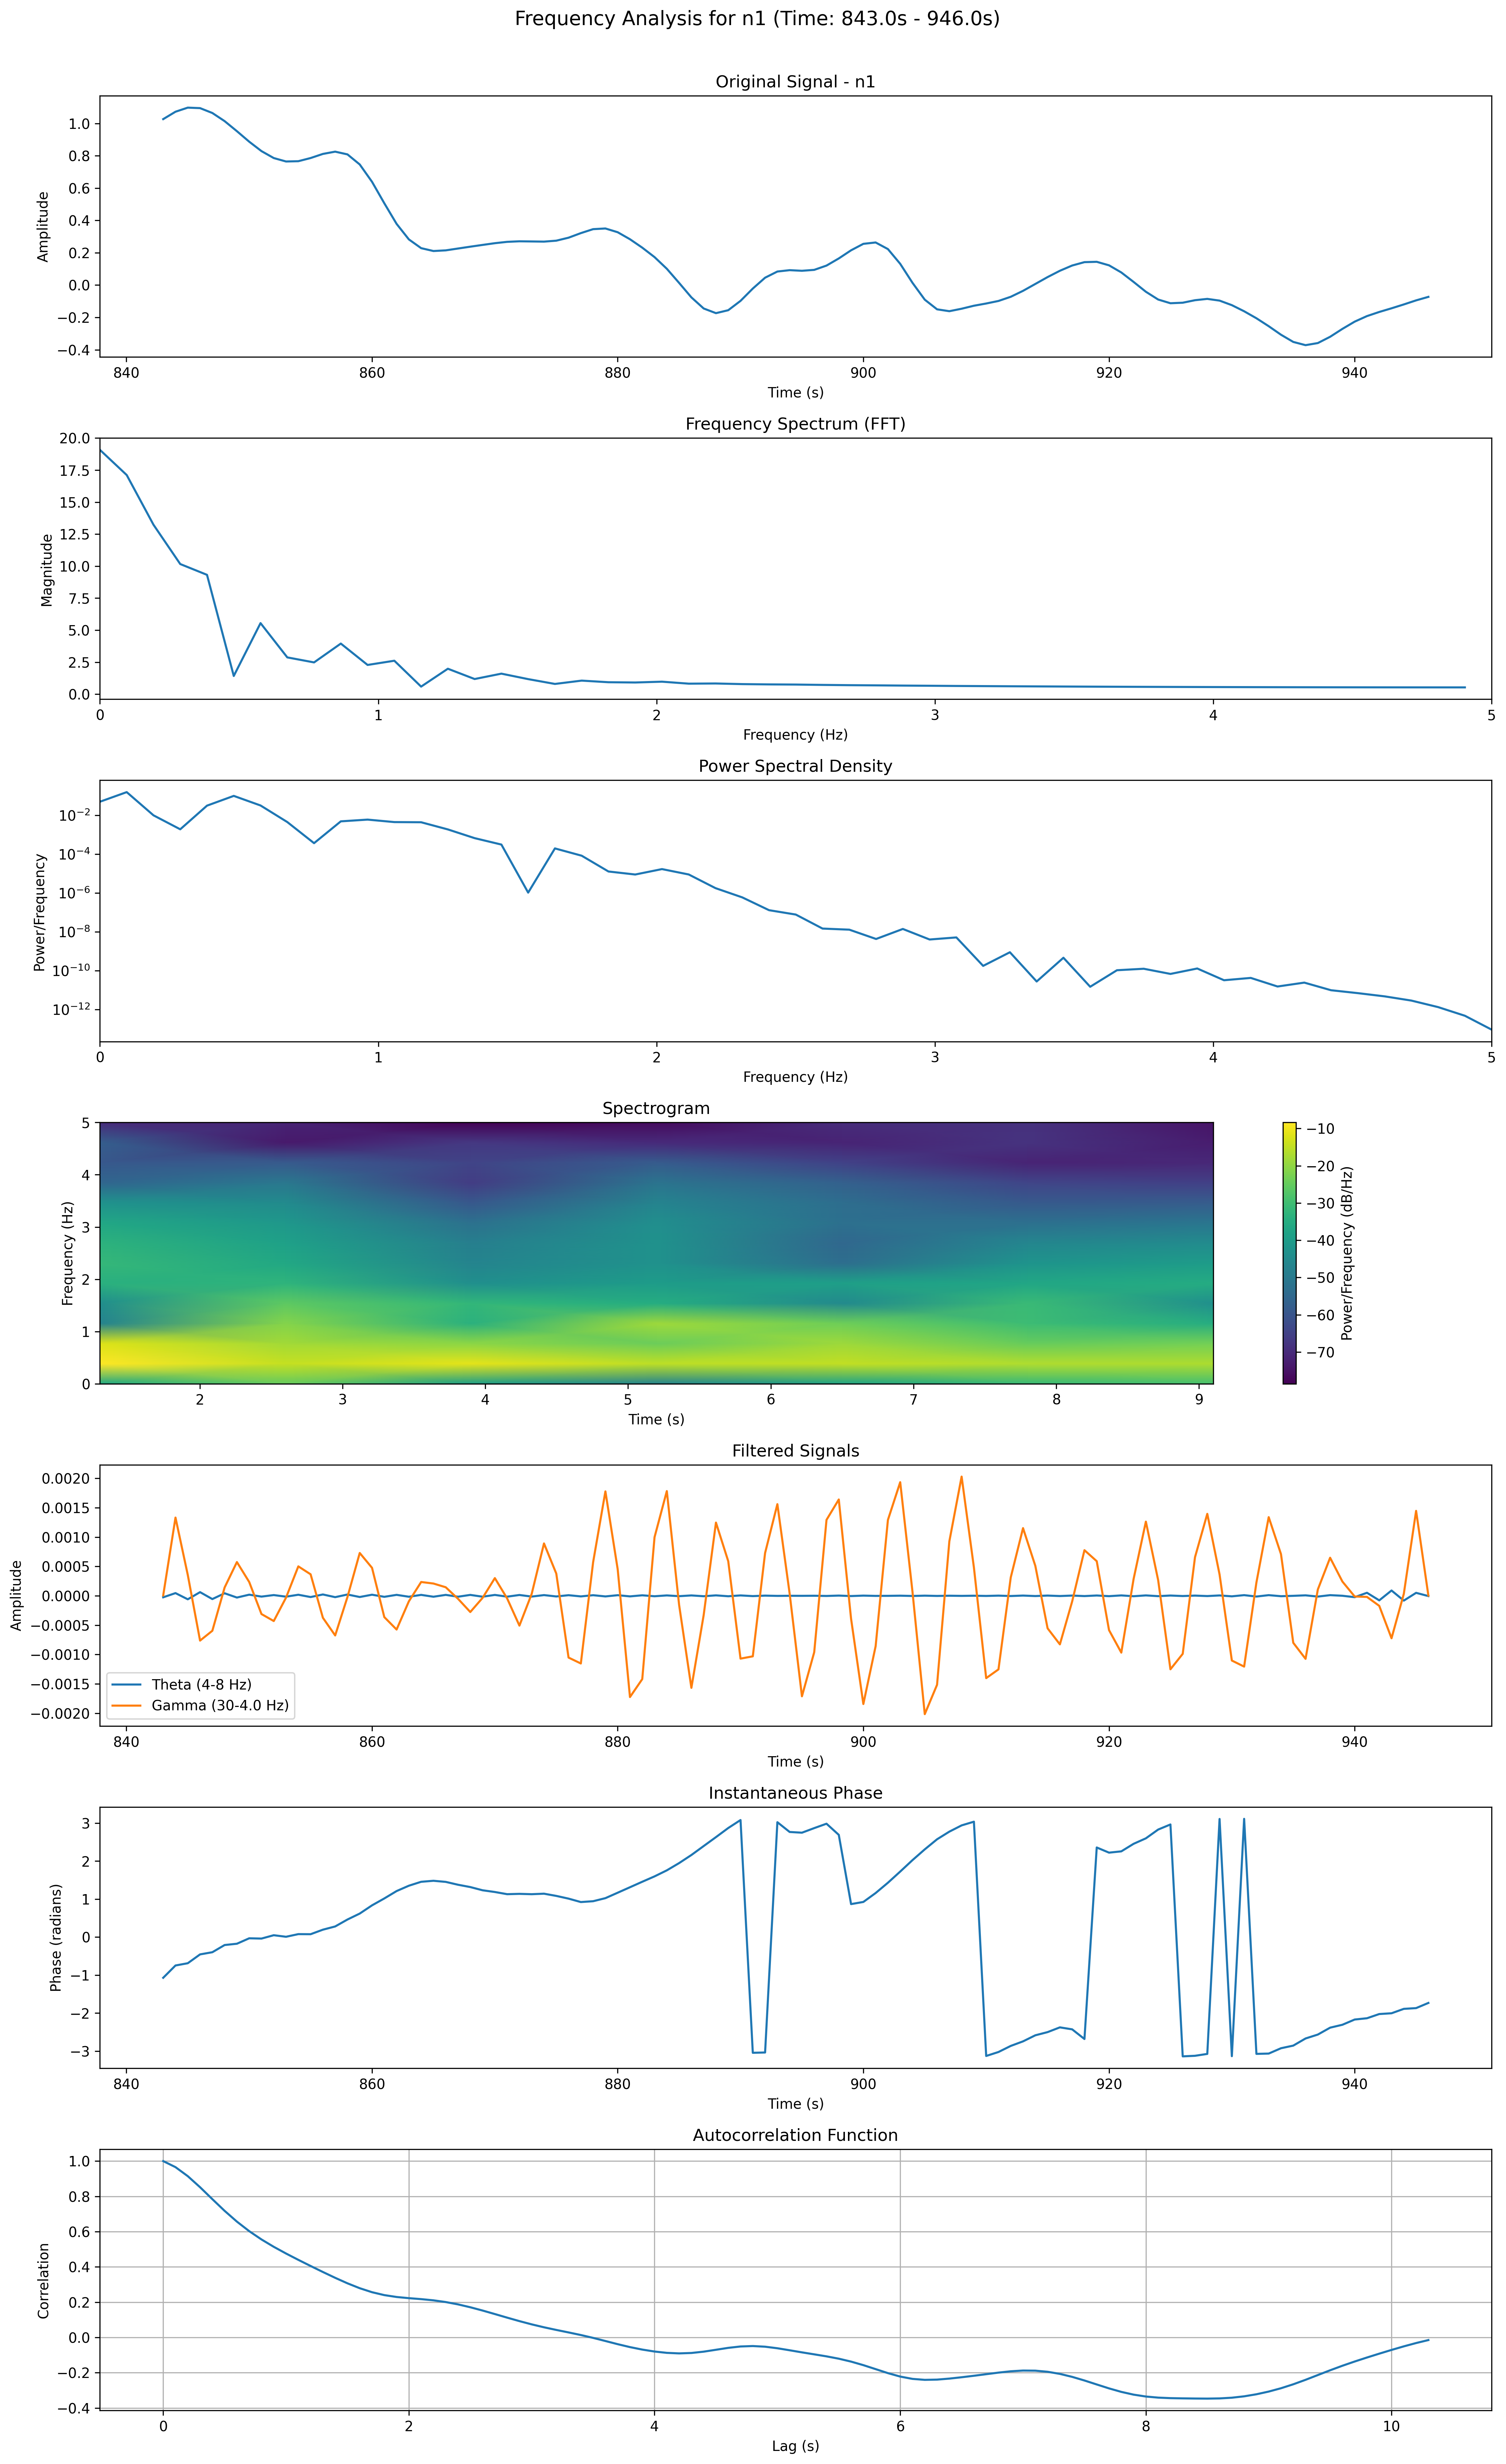 Frequency Analysis for n1 (Time: 843.0s - 946.0s)
Original Signal - n1
1.0
0.8
0.6
0.4
0.2
0.0
−0.2
−0.4
Amplitude
840 860 880 900 920 940
Time (s)
Frequency Spectrum (FFT)
20.0
17.5
15.0
12.5
10.0
7.5
5.0
2.5
0.0
Magnitude
0 1 2 3 4 5
Frequency (Hz)
Power Spectral Density
10⁻²
10⁻⁴
10⁻⁶
10⁻⁸
10⁻¹⁰
10⁻¹²
Power/Frequency
0 1 2 3 4 5
Frequency (Hz)
Spectrogram
5
4
3
2
1
0
Frequency (Hz)
2 3 4 5 6 7 8 9
Time (s)
−10
−20
−30
−40
−50
−60
−70
Power/Frequency (dB/Hz)
Filtered Signals
0.0020
0.0015
0.0010
0.0005
0.0000
−0.0005
−0.0010
−0.0015
−0.0020
Amplitude
Theta (4-8 Hz)
Gamma (30-4.0 Hz)
840 860 880 900 920 940
Time (s)
Instantaneous Phase
3
2
1
0
−1
−2
−3
Phase (radians)
840 860 880 900 920 940
Time (s)
Autocorrelation Function
1.0
0.8
0.6
0.4
0.2
0.0
−0.2
−0.4
Correlation
0 2 4 6 8 10
Lag (s)